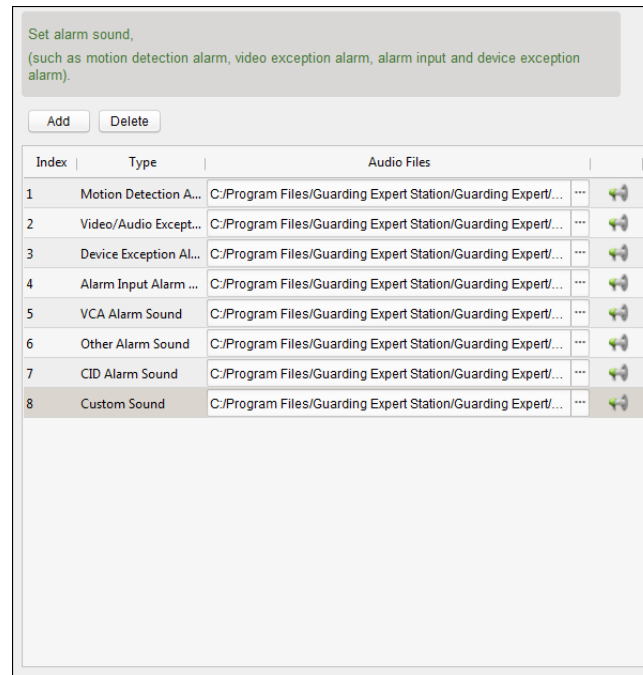 Set alarm sound,
(such as motion detection alarm, video exception alarm, alarm input and device exception
alarm).
Add Delete
Index Type Audio Files
1 Motion Detection A... C:/Program Files/Guarding Expert Station/Guarding Expert/... ...
2 Video/Audio Except... C:/Program Files/Guarding Expert Station/Guarding Expert/... ...
3 Device Exception Al... C:/Program Files/Guarding Expert Station/Guarding Expert/... ...
4 Alarm Input Alarm ... C:/Program Files/Guarding Expert Station/Guarding Expert/... ...
5 VCA Alarm Sound C:/Program Files/Guarding Expert Station/Guarding Expert/... ...
6 Other Alarm Sound C:/Program Files/Guarding Expert Station/Guarding Expert/... ...
7 CID Alarm Sound C:/Program Files/Guarding Expert Station/Guarding Expert/... ...
8 Custom Sound C:/Program Files/Guarding Expert Station/Guarding Expert/... ...